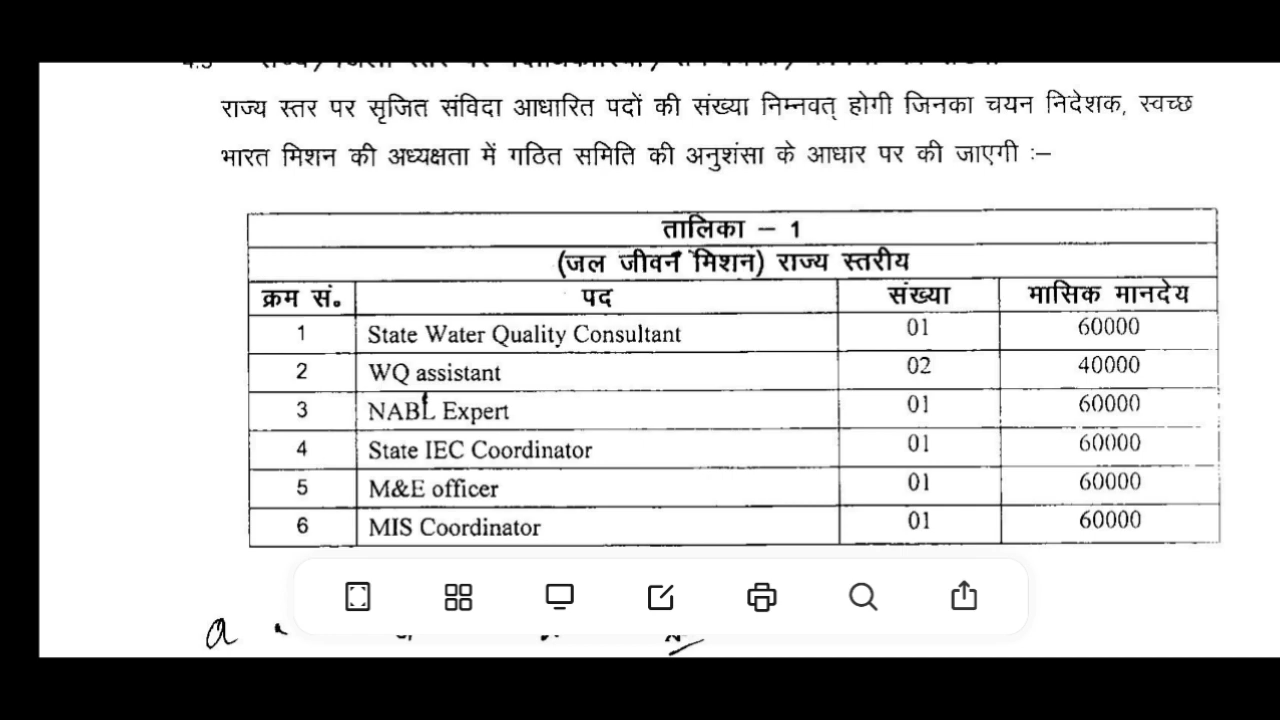 राज्य स्तर पर सृजित संविदा आधारित पदों की संख्या निम्नवत् होगी जिनका चयन निदेशक, स्वच्छ
भारत मिशन की अध्यक्षता में गठित समिति की अनुशंसा के आधार पर की जाएगी :–
तालिका – 1
(जल जीवन मिशन) राज्य स्तरीय
क्रम सं० पद संख्या मासिक मानदेय
1 State Water Quality Consultant 01 60000
2 WQ assistant 02 40000
3 NABL Expert 01 60000
4 State IEC Coordinator 01 60000
5 M&E officer 01 60000
6 MIS Coordinator 01 60000